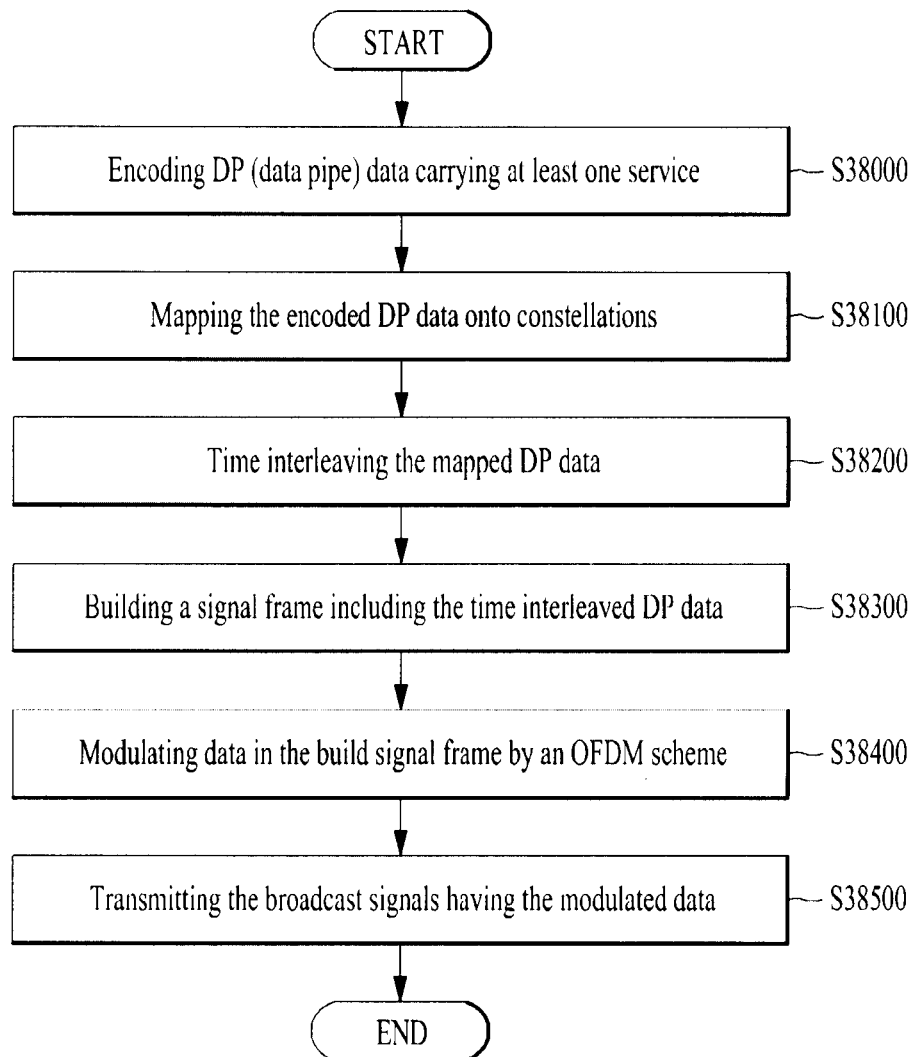 START
Encoding DP (data pipe) data carrying at least one service
S38000
Mapping the encoded DP data onto constellations
S38100
Time interleaving the mapped DP data
S38200
Building a signal frame including the time interleaved DP data
S38300
Modulating data in the build signal frame by an OFDM scheme
S38400
Transmitting the broadcast signals having the modulated data
S38500
END